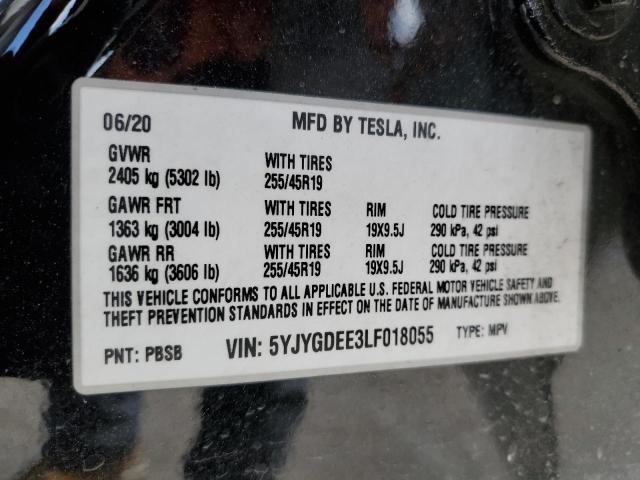 06/20 MFD BY TESLA, INC.
GVWR WITH TIRES
2405 kg (5302 lb) 255/45R19
GAWR FRT WITH TIRES RIM COLD TIRE PRESSURE
1363 kg (3004 lb) 255/45R19 19X9.5J 290 kPa, 42 psi
GAWR RR WITH TIRES RIM COLD TIRE PRESSURE
1636 kg (3606 lb) 255/45R19 19X9.5J 290 kPa, 42 psi
THIS VEHICLE CONFORMS TO ALL APPLICABLE U.S. FEDERAL MOTOR VEHICLE SAFETY AND
THEFT PREVENTION STANDARDS IN EFFECT ON THE DATE OF MANUFACTURE SHOWN ABOVE.
PNT: PBSB VIN: 5YJYGDEE3LF018055 TYPE: MPV